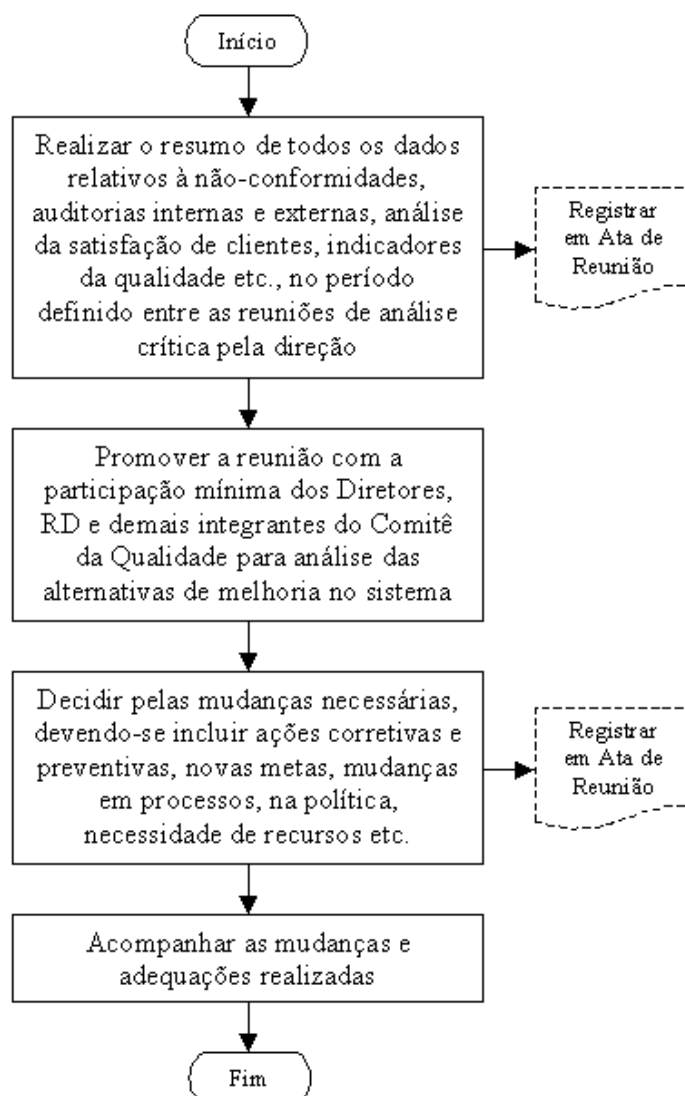 Início
Realizar o resumo de todos os dados
relativos à não-conformidades,
auditorias internas e externas, análise
da satisfação de clientes, indicadores
da qualidade etc., no período
definido entre as reuniões de análise
crítica pela direção
Registrar
em Ata de
Reunião
Promover a reunião com a
participação mínima dos Diretores,
RD e demais integrantes do Comitê
da Qualidade para análise das
alternativas de melhoria no sistema
Decidir pelas mudanças necessárias,
devendo-se incluir ações corretivas e
preventivas, novas metas, mudanças
em processos, na política,
necessidade de recursos etc.
Registrar
em Ata de
Reunião
Acompanhar as mudanças e
adequações realizadas
Fim